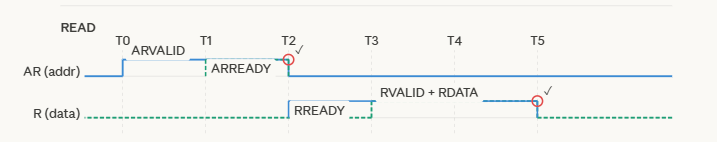 READ
T0 T1 T2 T3 T4 T5
ARVALID ✓
AR (addr) ARREADY
RVALID + RDATA ✓
R (data) RREADY